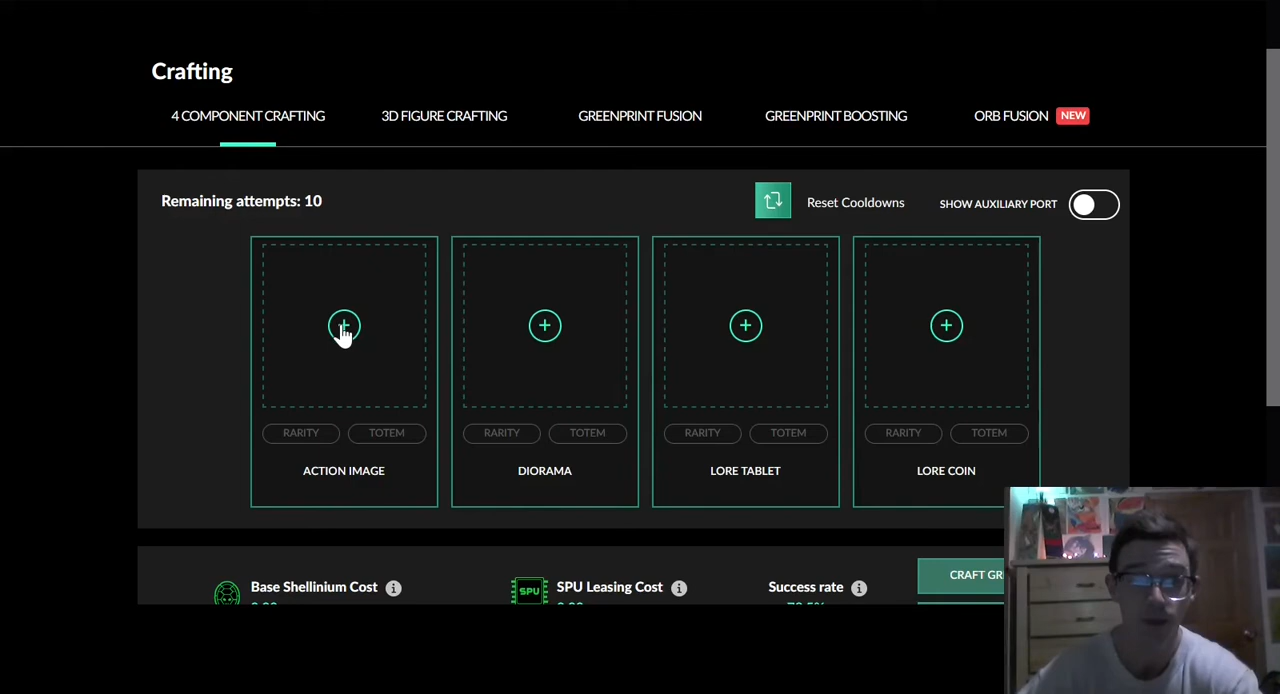 Crafting
4 COMPONENT CRAFTING 3D FIGURE CRAFTING GREENPRINT FUSION GREENPRINT BOOSTING ORB FUSION NEW
Remaining attempts: 10 Reset Cooldowns SHOW AUXILIARY PORT
RARITY TOTEM RARITY TOTEM RARITY TOTEM RARITY TOTEM
ACTION IMAGE DIORAMA LORE TABLET LORE COIN
Base Shellinium Cost SPU SPU Leasing Cost Success rate CRAFT GR